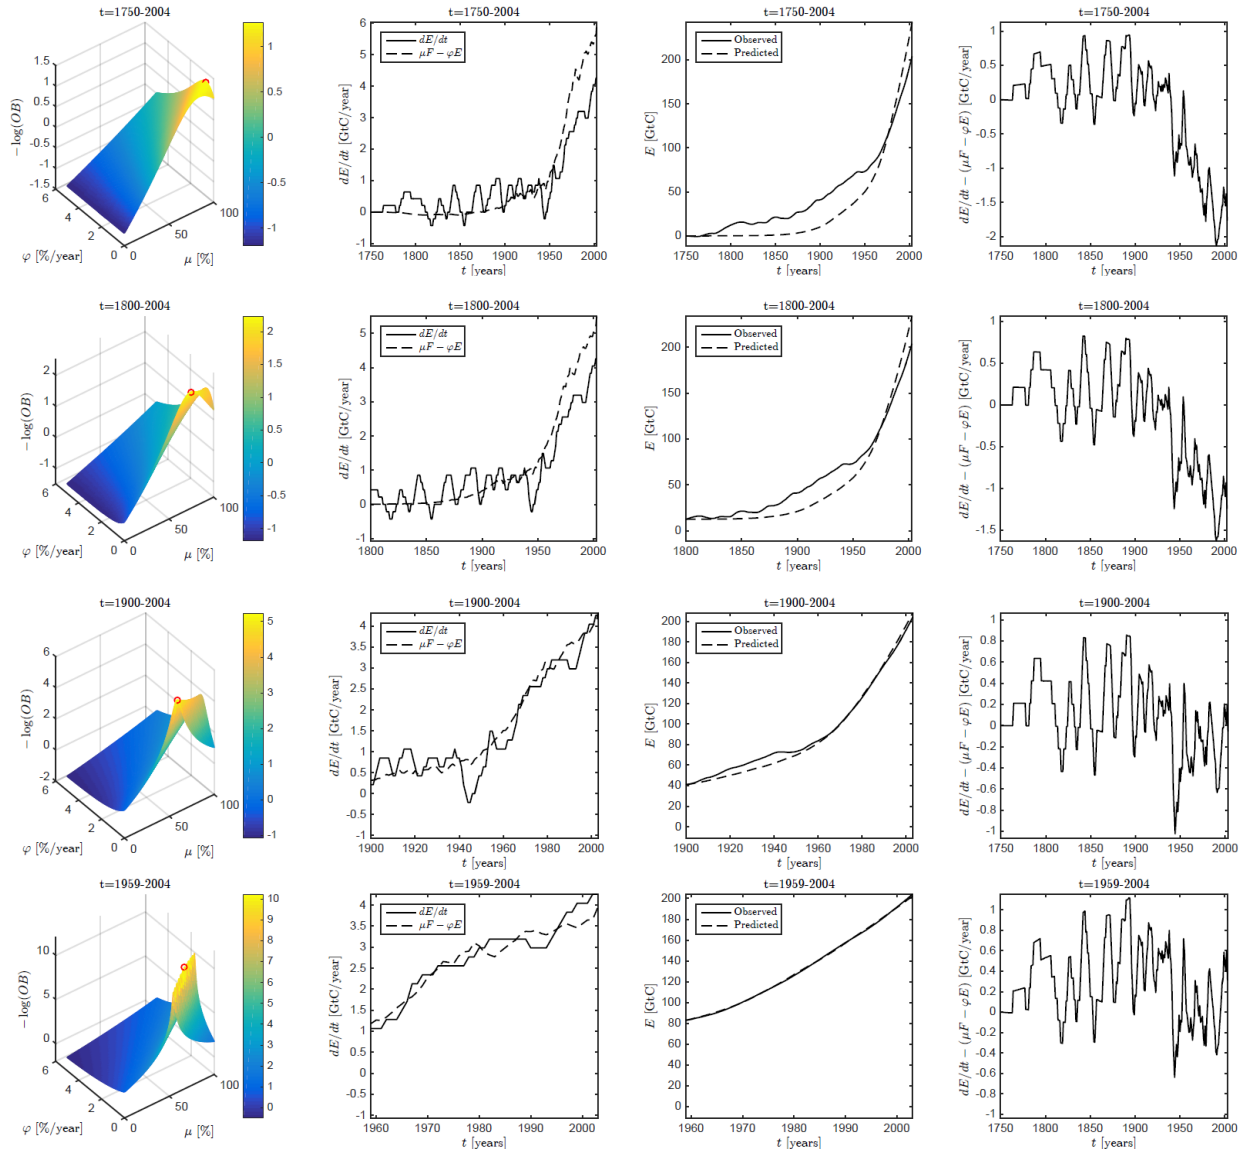 t=1750-2004
1.5
1
0.5
0
-0.5
-1
-1.5
−log(OB)
6
4
2
0
φ [%/year]
0
50
100
μ [%]
1
0.5
0
-0.5
-1
t=1750-2004
dE/dt
μF − φE
6
5
4
3
2
1
0
-1
dE/dt [GtC/year]
1750 1800 1850 1900 1950 2000
t [years]
t=1750-2004
Observed
Predicted
200
150
100
50
0
E [GtC]
1750 1800 1850 1900 1950 2000
t [years]
t=1750-2004
1
0.5
0
-0.5
-1
-1.5
-2
dE/dt − (μF − φE) [GtC/year]
1750 1800 1850 1900 1950 2000
t [years]
t=1800-2004
2
1
0
-1
−log(OB)
6
4
2
0
φ [%/year]
0
50
100
μ [%]
2
1.5
1
0.5
0
-0.5
-1
t=1800-2004
dE/dt
μF − φE
5
4
3
2
1
0
-1
dE/dt [GtC/year]
1800 1850 1900 1950 2000
t [years]
t=1800-2004
Observed
Predicted
200
150
100
50
0
E [GtC]
1800 1850 1900 1950 2000
t [years]
t=1800-2004
1
0.5
0
-0.5
-1
-1.5
dE/dt − (μF − φE) [GtC/year]
1750 1800 1850 1900 1950 2000
t [years]
t=1900-2004
6
4
2
0
-2
−log(OB)
6
4
2
0
φ [%/year]
0
50
100
μ [%]
5
4
3
2
1
0
-1
t=1900-2004
dE/dt
μF − φE
4
3.5
3
2.5
2
1.5
1
0.5
0
-0.5
-1
dE/dt [GtC/year]
1900 1920 1940 1960 1980 2000
t [years]
t=1900-2004
Observed
Predicted
200
180
160
140
120
100
80
60
40
20
0
E [GtC]
1900 1920 1940 1960 1980 2000
t [years]
t=1900-2004
1
0.8
0.6
0.4
0.2
0
-0.2
-0.4
-0.6
-0.8
-1
dE/dt − (μF − φE) [GtC/year]
1750 1800 1850 1900 1950 2000
t [years]
t=1959-2004
10
5
0
−log(OB)
6
4
2
0
φ [%/year]
0
50
100
μ [%]
10
9
8
7
6
5
4
3
2
1
0
t=1959-2004
dE/dt
μF − φE
4
3.5
3
2.5
2
1.5
1
0.5
0
-0.5
-1
dE/dt [GtC/year]
1960 1970 1980 1990 2000
t [years]
t=1959-2004
Observed
Predicted
200
180
160
140
120
100
80
60
40
20
0
E [GtC]
1960 1970 1980 1990 2000
t [years]
t=1959-2004
1
0.8
0.6
0.4
0.2
0
-0.2
-0.4
-0.6
-0.8
-1
dE/dt − (μF − φE) [GtC/year]
1750 1800 1850 1900 1950 2000
t [years]